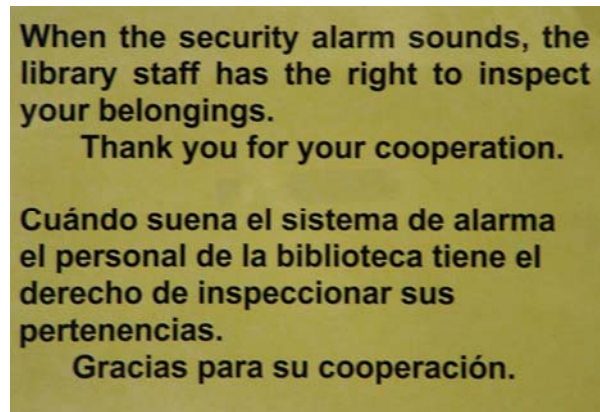 When the security alarm sounds, the
library staff has the right to inspect
your belongings.
Thank you for your cooperation.
Cuándo suena el sistema de alarma
el personal de la biblioteca tiene el
derecho de inspeccionar sus
pertenencias.
Gracias para su cooperación.